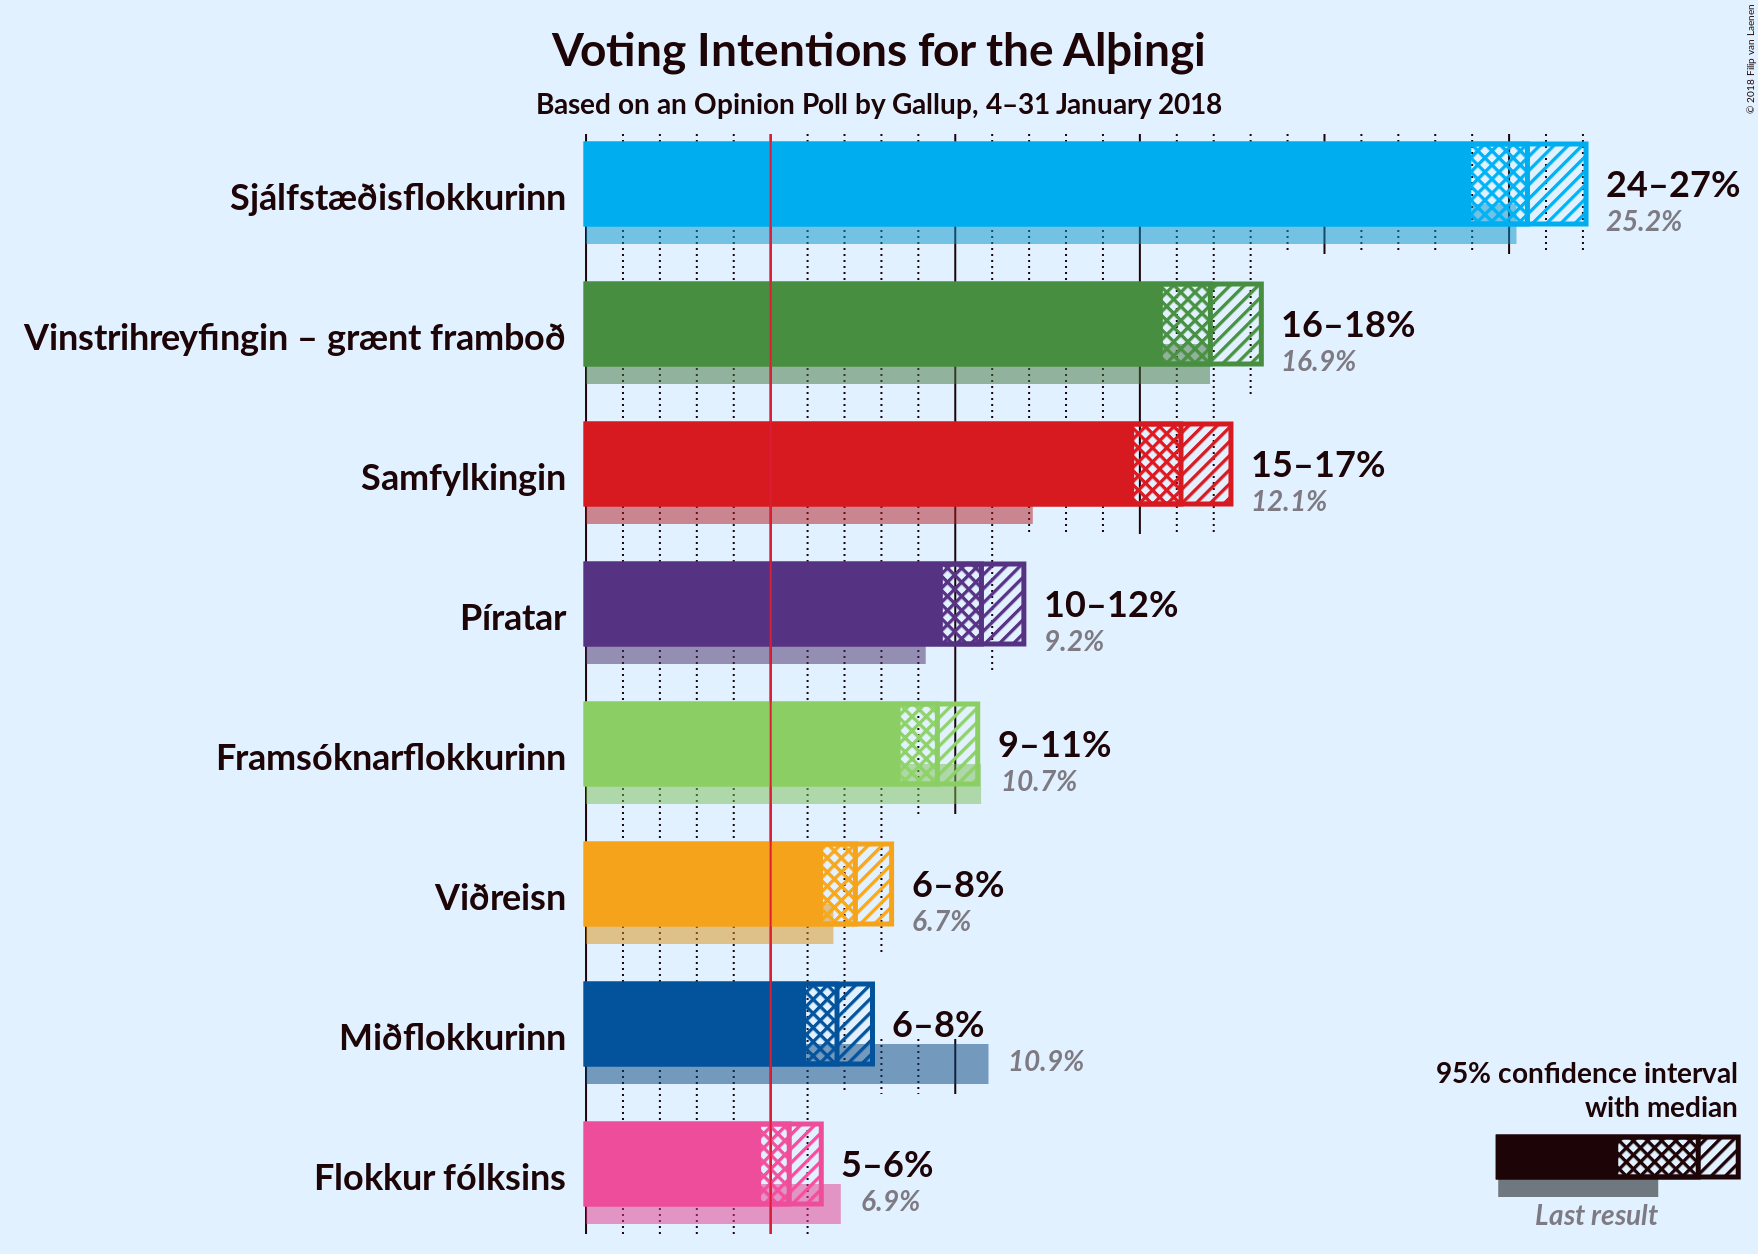 Voting Intentions for the Alþingi
Based on an Opinion Poll by Gallup, 4–31 January 2018
© 2018 Filip van Laenen
Sjálfstæðisflokkurinn
24–27%
25.2%
Vinstrihreyfingin – grænt framboð
16–18%
16.9%
Samfylkingin
15–17%
12.1%
Píratar
10–12%
9.2%
Framsóknarflokkurinn
9–11%
10.7%
Viðreisn
6–8%
6.7%
Miðflokkurinn
6–8%
10.9%
Flokkur fólksins
5–6%
6.9%
95% confidence interval
with median
Last result